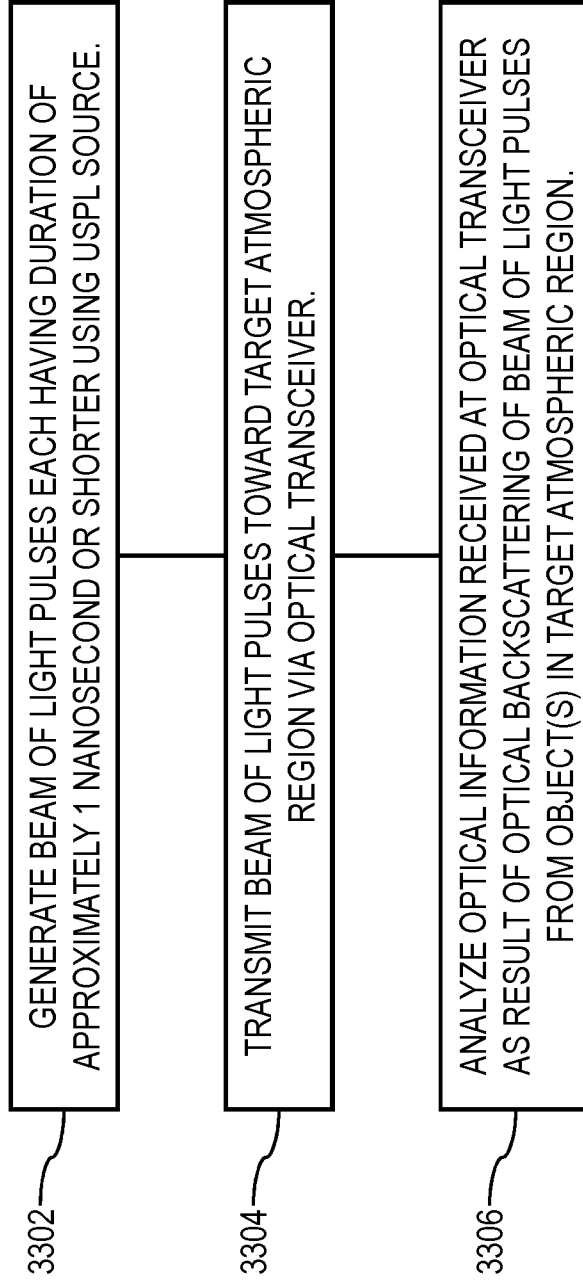 3302
GENERATE BEAM OF LIGHT PULSES EACH HAVING DURATION OF
APPROXIMATELY 1 NANOSECOND OR SHORTER USING USPL SOURCE.
3304
TRANSMIT BEAM OF LIGHT PULSES TOWARD TARGET ATMOSPHERIC
REGION VIA OPTICAL TRANSCEIVER.
3306
ANALYZE OPTICAL INFORMATION RECEIVED AT OPTICAL TRANSCEIVER
AS RESULT OF OPTICAL BACKSCATTERING OF BEAM OF LIGHT PULSES
FROM OBJECT(S) IN TARGET ATMOSPHERIC REGION.